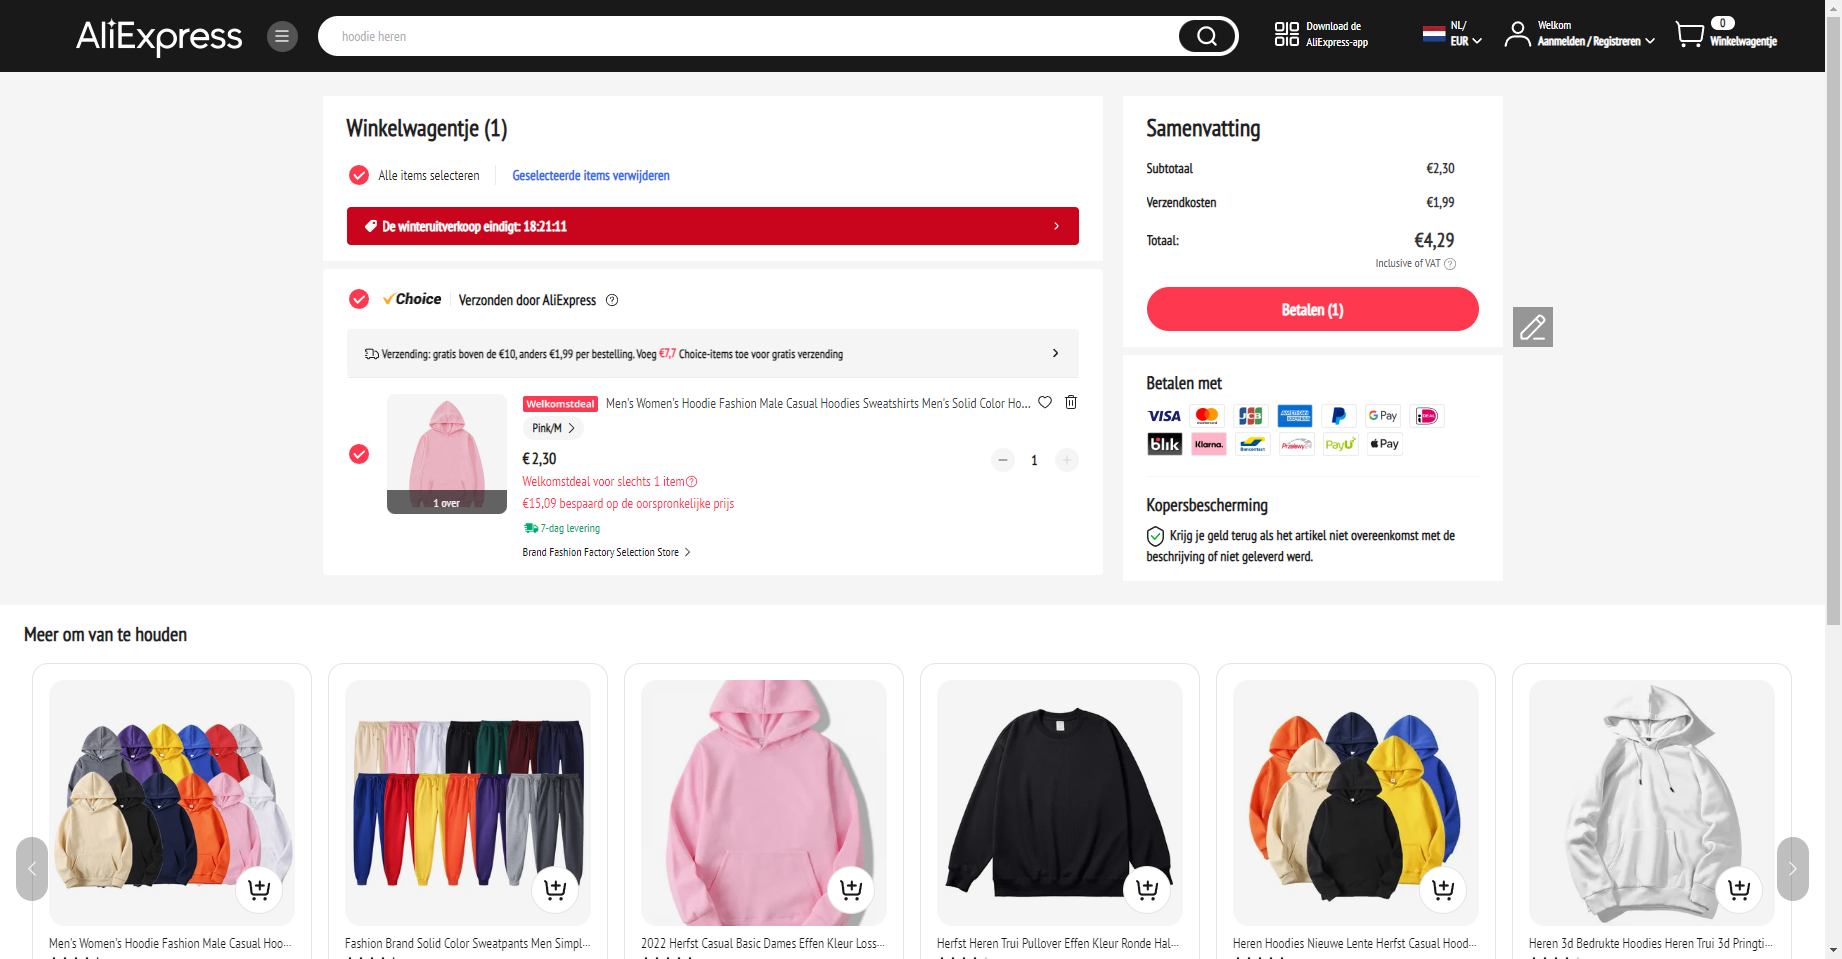 AliExpress
hoodie heren
Download de
AliExpress-app
NL/
EUR
Welkom
Aanmelden / Registreren
0
Winkelwagentje
Winkelwagentje (1)
Alle items selecteren
Geselecteerde items verwijderen
De winteruitverkoop eindigt: 18:21:11
Choice
Verzonden door AliExpress
Verzending: gratis boven de €10, anders €1,99 per bestelling. Voeg €7,7 Choice-items toe voor gratis verzending
Welkomstdeal Men's Women's Hoodie Fashion Male Casual Hoodies Sweatshirts Men's Solid Color Ho...
Pink/M
€2,30
1
Welkomstdeal voor slechts 1 item
€15,09 bespaard op de oorspronkelijke prijs
1 over
7-dag levering
Brand Fashion Factory Selection Store
Samenvatting
Subtotaal €2,30
Verzendkosten €1,99
Totaal: €4,29
Inclusive of VAT
Betalen (1)
Betalen met
VISA mastercard JCB AMERICAN EXPRESS G Pay iDEAL
blik Klarna. Bancontact Przelewy24 PayU Pay
Kopersbescherming
Krijg je geld terug als het artikel niet overeenkomst met de
beschrijving of niet geleverd werd.
Meer om van te houden
Men's Women's Hoodie Fashion Male Casual Hoo...
Fashion Brand Solid Color Sweatpants Men Simpl...
2022 Herfst Casual Basic Dames Effen Kleur Loss...
Herfst Heren Trui Pullover Effen Kleur Ronde Hal...
Heren Hoodies Nieuwe Lente Herfst Casual Hood...
Heren 3d Bedrukte Hoodies Heren Trui 3d Pringti...